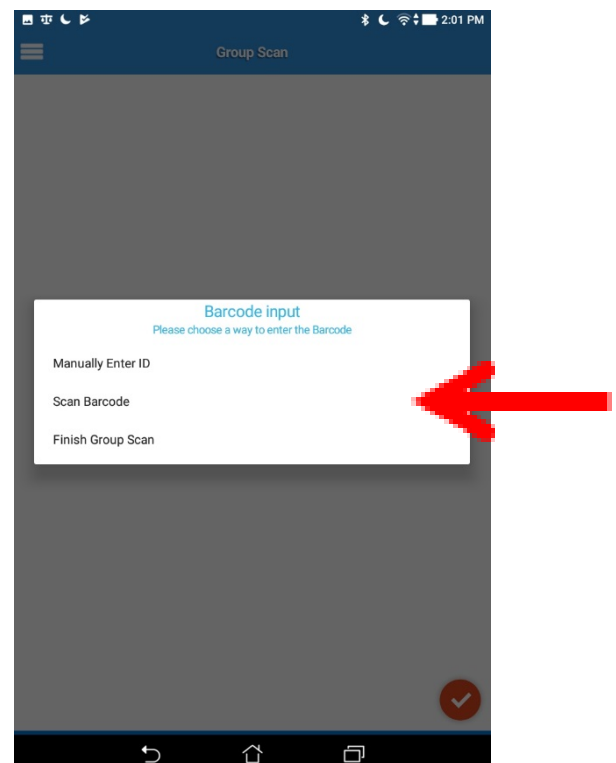 2:01 PM
Group Scan
Barcode input
Please choose a way to enter the Barcode
Manually Enter ID
Scan Barcode
Finish Group Scan